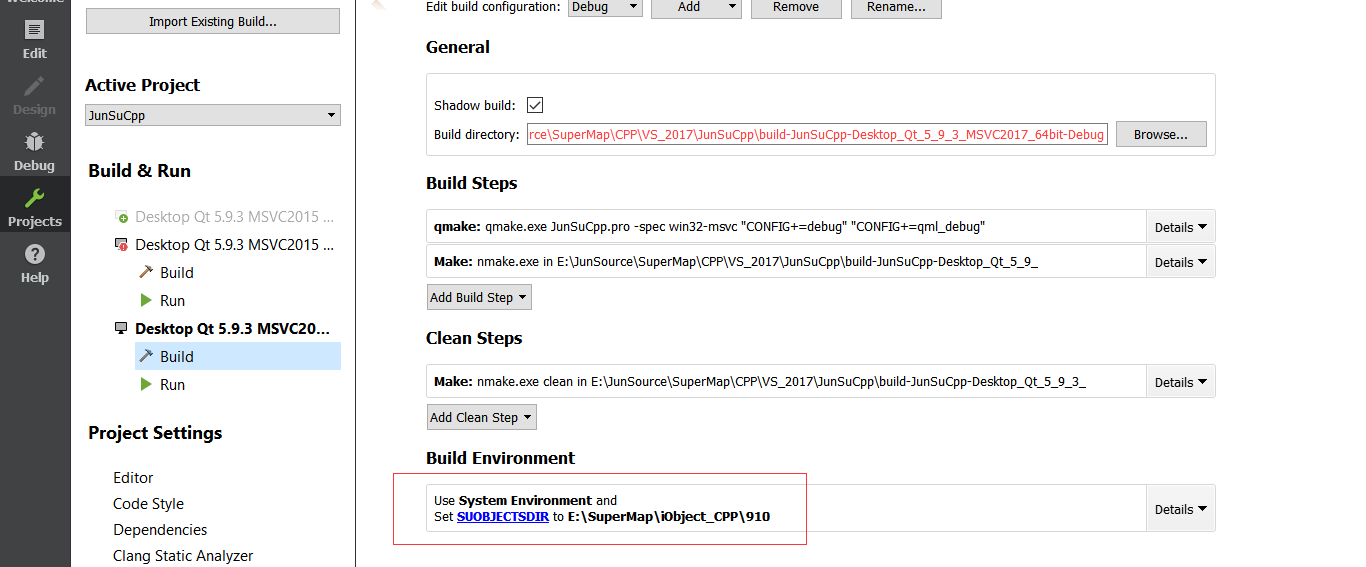 Welcome
Edit
Design
Debug
Projects
Help
Import Existing Build...
Active Project
JunSuCpp
Build & Run
Desktop Qt 5.9.3 MSVC2015 ...
Desktop Qt 5.9.3 MSVC2015 ...
Build
Run
Desktop Qt 5.9.3 MSVC20...
Build
Run
Project Settings
Editor
Code Style
Dependencies
Clang Static Analyzer
Edit build configuration: Debug Add Remove Rename...
General
Shadow build:
Build directory: rce\SuperMap\CPP\VS_2017\JunSuCpp\build-JunSuCpp-Desktop_Qt_5_9_3_MSVC2017_64bit-Debug Browse...
Build Steps
qmake: qmake.exe JunSuCpp.pro -spec win32-msvc "CONFIG+=debug" "CONFIG+=qml_debug" Details
Make: nmake.exe in E:\JunSource\SuperMap\CPP\VS_2017\JunSuCpp\build-JunSuCpp-Desktop_Qt_5_9_ Details
Add Build Step
Clean Steps
Make: nmake.exe clean in E:\JunSource\SuperMap\CPP\VS_2017\JunSuCpp\build-JunSuCpp-Desktop_Qt_5_9_3_ Details
Add Clean Step
Build Environment
Use System Environment and
Set SUOBJECTSDIR to E:\SuperMap\iObject_CPP\910
Details